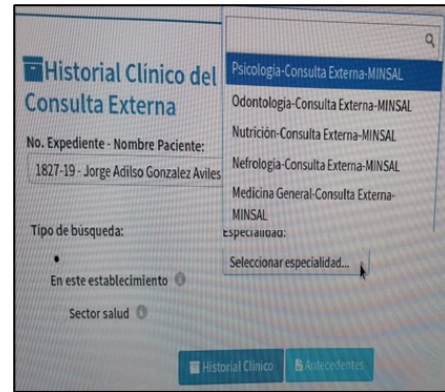 Historial Clínico del
Consulta Externa
No. Expediente - Nombre Paciente:
1827-19 - Jorge Adilso Gonzalez Aviles
Psicologia-Consulta Externa-MINSAL
Odontologia-Consulta Externa-MINSAL
Nutrición-Consulta Externa-MINSAL
Nefrologia-Consulta Externa-MINSAL
Medicina General-Consulta Externa-
MINSAL
Tipo de búsqueda:
En este establecimiento
Sector salud
Especialidad:
Seleccionar especialidad...
Historial Clínico
Antecedentes